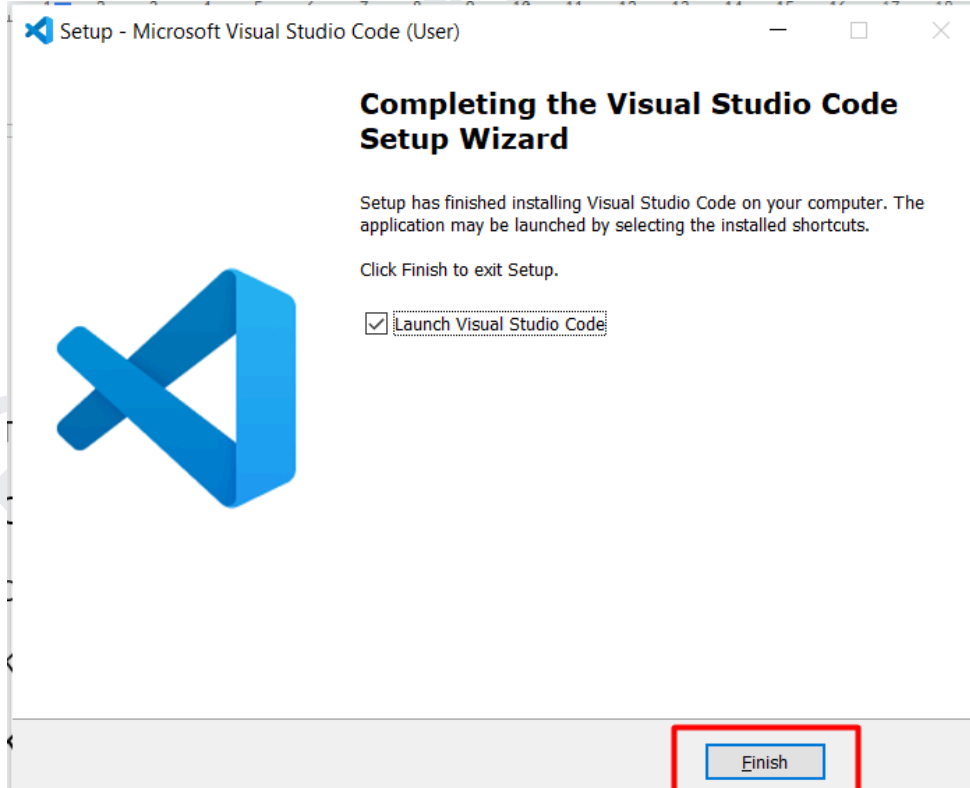 Setup - Microsoft Visual Studio Code (User)
Completing the Visual Studio Code
Setup Wizard
Setup has finished installing Visual Studio Code on your computer. The
application may be launched by selecting the installed shortcuts.
Click Finish to exit Setup.
Launch Visual Studio Code
Finish